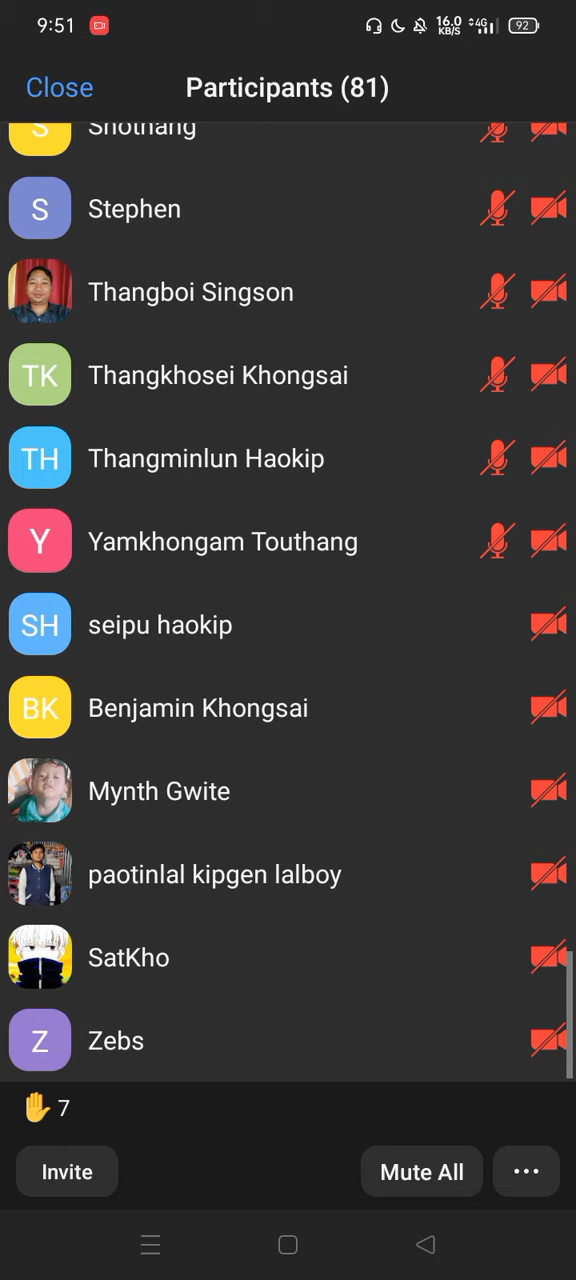 9:51
16.0
KB/S
4G
92
Close
Participants (81)
S Shothang
S Stephen
Thangboi Singson
TK Thangkhosei Khongsai
TH Thangminlun Haokip
Y Yamkhongam Touthang
SH seipu haokip
BK Benjamin Khongsai
Mynth Gwite
paotinlal kipgen lalboy
SatKho
Z Zebs
7
Invite
Mute All